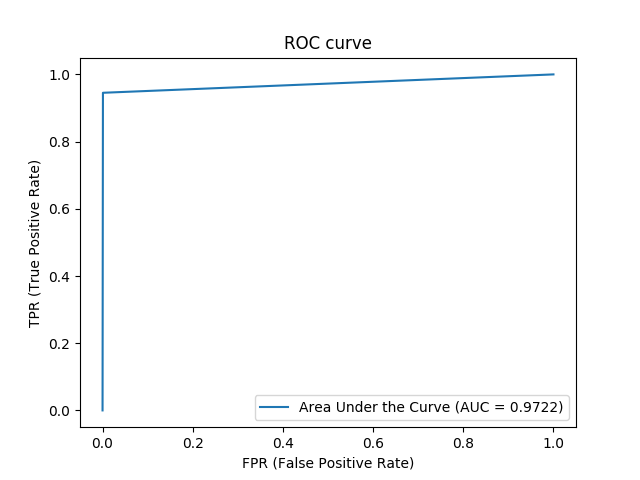 ROC curve
1.0
0.8
0.6
0.4
0.2
0.0
TPR (True Positive Rate)
Area Under the Curve (AUC = 0.9722)
0.0 0.2 0.4 0.6 0.8 1.0
FPR (False Positive Rate)